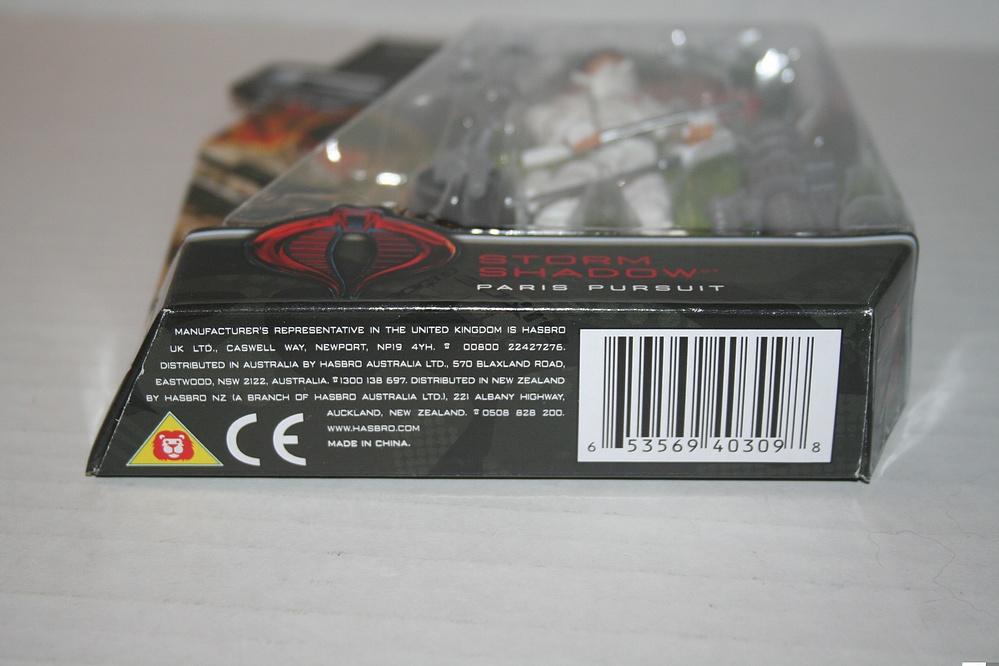 STORM
SHADOW
PARIS PURSUIT
MANUFACTURER'S REPRESENTATIVE IN THE UNITED KINGDOM IS HASBRO
UK LTD., CASWELL WAY, NEWPORT, NP19 4YH. ☎ 00800 22427276.
DISTRIBUTED IN AUSTRALIA BY HASBRO AUSTRALIA LTD., 570 BLAXLAND ROAD,
EASTWOOD, NSW 2122, AUSTRALIA. ☎1300 138 697. DISTRIBUTED IN NEW ZEALAND
BY HASBRO NZ (A BRANCH OF HASBRO AUSTRALIA LTD.), 221 ALBANY HIGHWAY,
AUCKLAND, NEW ZEALAND. ☎0508 828 200.
WWW.HASBRO.COM
MADE IN CHINA.
CE
6 53569 40309 8